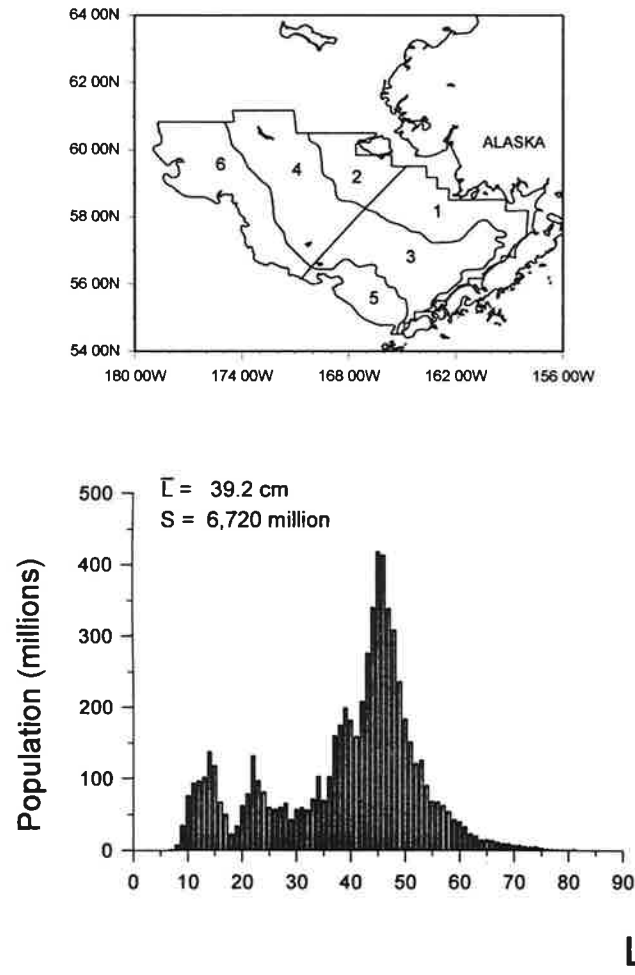 64 00N
62 00N
60 00N
58 00N
56 00N
54 00N
ALASKA
6
4
2
1
3
5
180 00W 174 00W 168 00W 162 00W 156 00W
L̅ = 39.2 cm
S = 6,720 million
Population (millions)
500
400
300
200
100
0
0 10 20 30 40 50 60 70 80 90
L